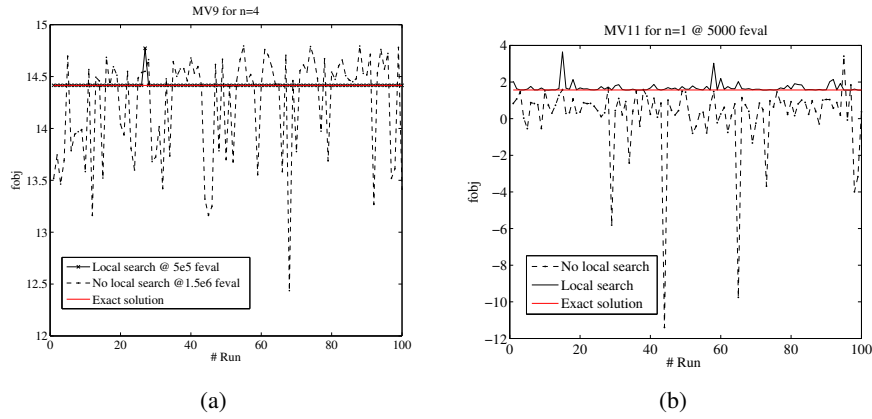 MV9 for n=4
15
14.5
14
13.5
13
12.5
12
fobj
0
20
40
60
80
100
# Run
Local search @ 5e5 feval
No local search @1.5e6 feval
Exact solution
(a)
MV11 for n=1 @ 5000 feval
4
2
0
−2
−4
−6
−8
−10
−12
fobj
0
20
40
60
80
100
# Run
No local search
Local search
Exact solution
(b)